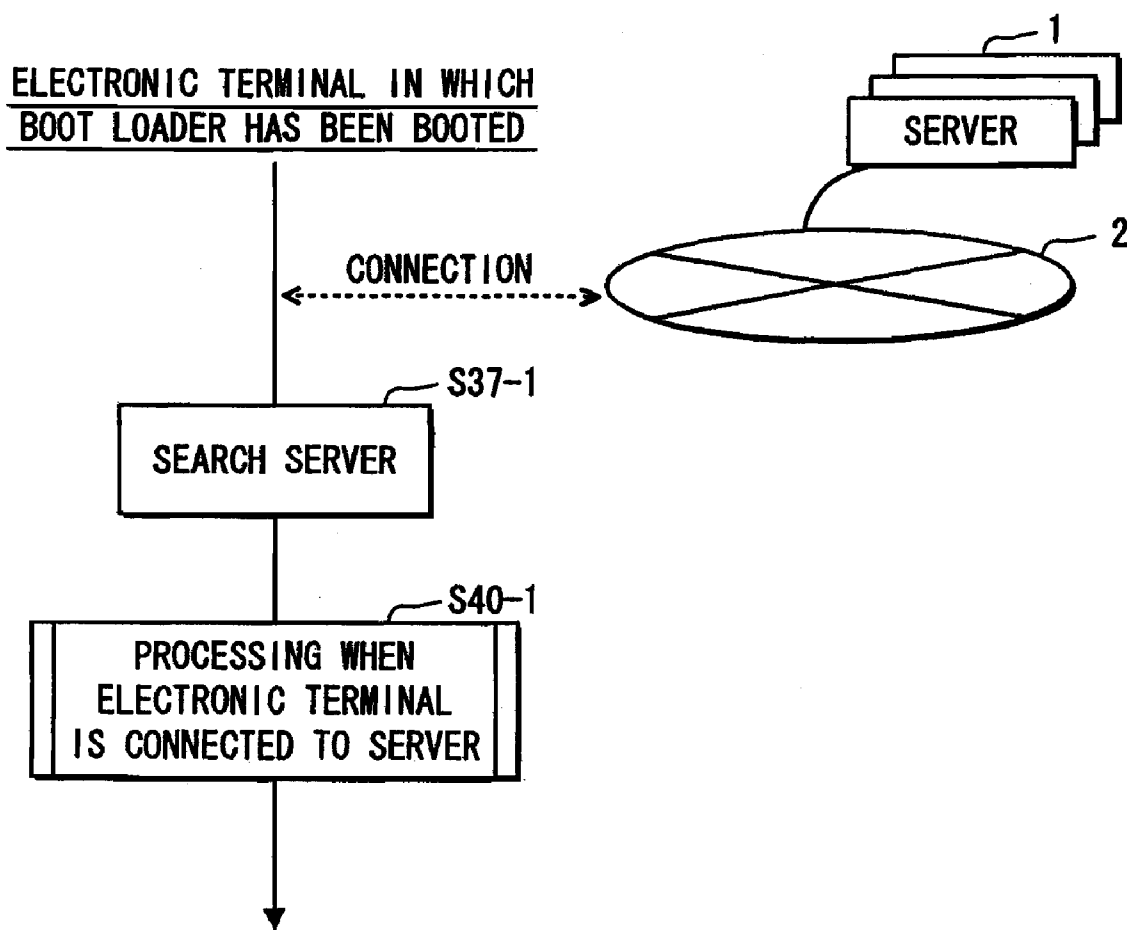 1
ELECTRONIC TERMINAL IN WHICH
BOOT LOADER HAS BEEN BOOTED
SERVER
2
CONNECTION
S37-1
SEARCH SERVER
S40-1
PROCESSING WHEN
ELECTRONIC TERMINAL
IS CONNECTED TO SERVER